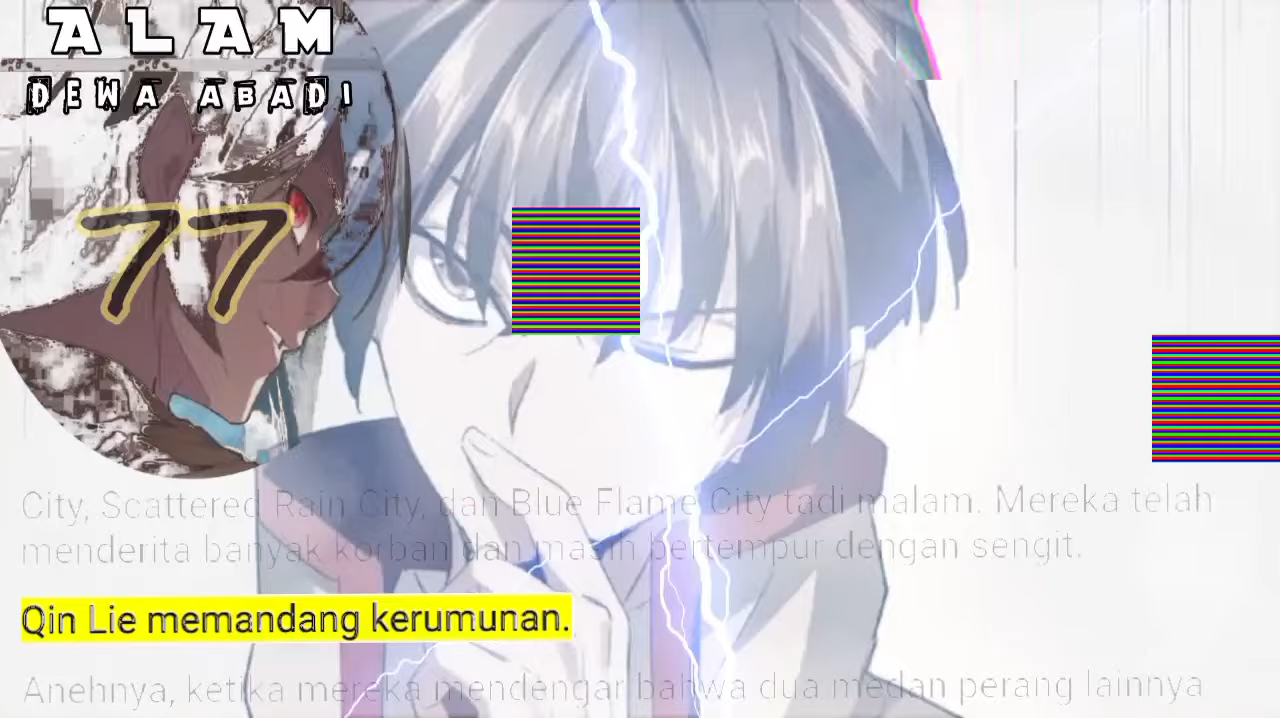 ALAM
DEWA ABADI
77
City, Scattered Rain City, dan Blue Flame City tadi malam. Mereka telah
menderita banyak korban dan masih bertempur dengan sengit.
Qin Lie memandang kerumunan.
Anehnya, ketika mereka mendengar bahwa dua medan perang lainnya